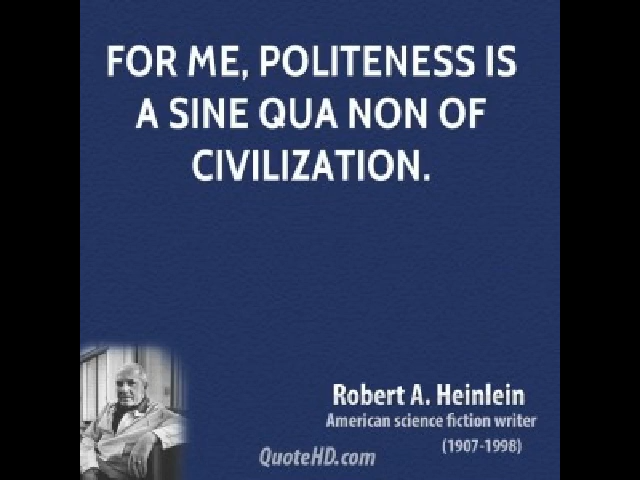 FOR ME, POLITENESS IS
A SINE QUA NON OF
CIVILIZATION.
Robert A. Heinlein
American science fiction writer
(1907-1998)
QuoteHD.com